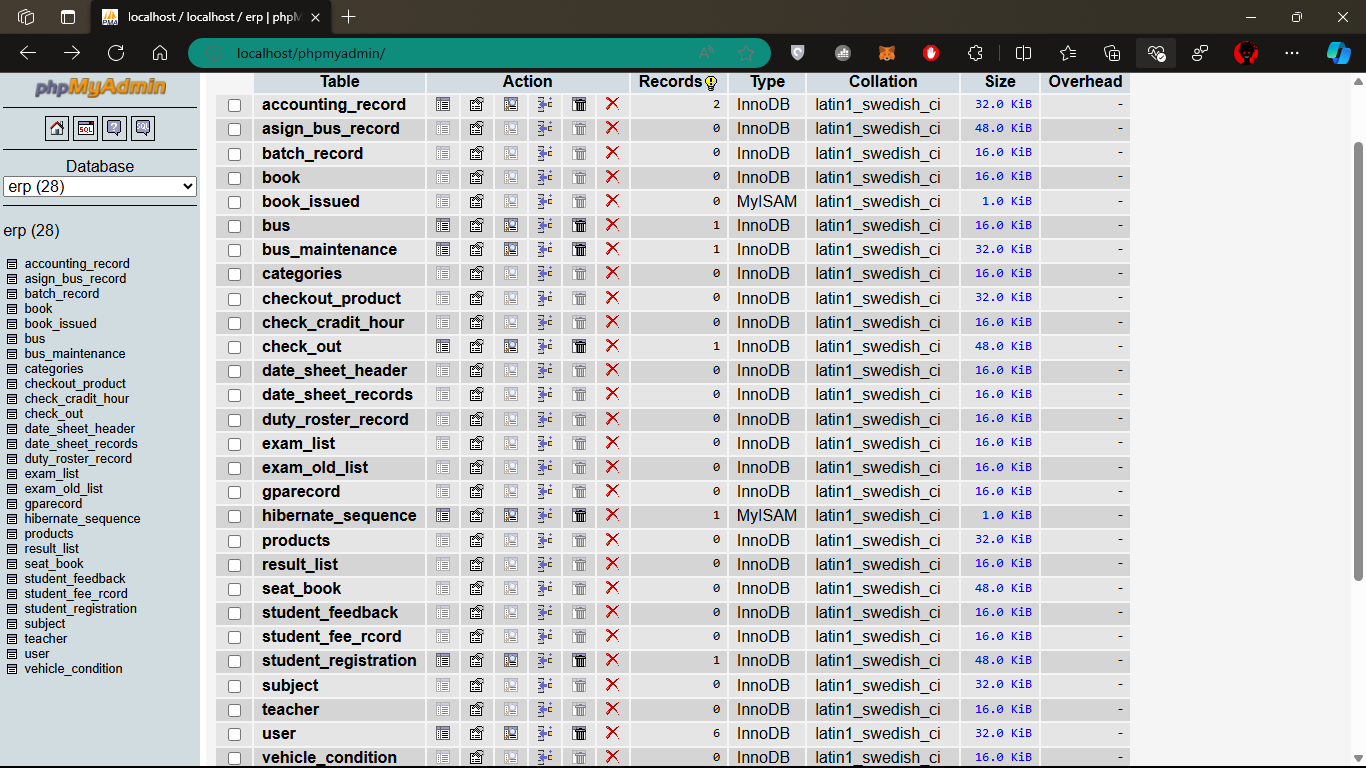 localhost / localhost / erp | phpM
localhost/phpmyadmin/
phpMyAdmin
SQL
Database
erp (28)
erp (28)
accounting_record
asign_bus_record
batch_record
book
book_issued
bus
bus_maintenance
categories
checkout_product
check_cradit_hour
check_out
date_sheet_header
date_sheet_records
duty_roster_record
exam_list
exam_old_list
gparecord
hibernate_sequence
products
result_list
seat_book
student_feedback
student_fee_rcord
student_registration
subject
teacher
user
vehicle_condition
Table Action Records Type Collation Size Overhead
accounting_record 2 InnoDB latin1_swedish_ci 32.0 KiB -
asign_bus_record 0 InnoDB latin1_swedish_ci 48.0 KiB -
batch_record 0 InnoDB latin1_swedish_ci 16.0 KiB -
book 0 InnoDB latin1_swedish_ci 16.0 KiB -
book_issued 0 MyISAM latin1_swedish_ci 1.0 KiB -
bus 1 InnoDB latin1_swedish_ci 16.0 KiB -
bus_maintenance 1 InnoDB latin1_swedish_ci 32.0 KiB -
categories 0 InnoDB latin1_swedish_ci 16.0 KiB -
checkout_product 0 InnoDB latin1_swedish_ci 32.0 KiB -
check_cradit_hour 0 InnoDB latin1_swedish_ci 16.0 KiB -
check_out 1 InnoDB latin1_swedish_ci 48.0 KiB -
date_sheet_header 0 InnoDB latin1_swedish_ci 16.0 KiB -
date_sheet_records 0 InnoDB latin1_swedish_ci 16.0 KiB -
duty_roster_record 0 InnoDB latin1_swedish_ci 16.0 KiB -
exam_list 0 InnoDB latin1_swedish_ci 16.0 KiB -
exam_old_list 0 InnoDB latin1_swedish_ci 16.0 KiB -
gparecord 0 InnoDB latin1_swedish_ci 16.0 KiB -
hibernate_sequence 1 MyISAM latin1_swedish_ci 1.0 KiB -
products 0 InnoDB latin1_swedish_ci 32.0 KiB -
result_list 0 InnoDB latin1_swedish_ci 16.0 KiB -
seat_book 0 InnoDB latin1_swedish_ci 48.0 KiB -
student_feedback 0 InnoDB latin1_swedish_ci 16.0 KiB -
student_fee_rcord 0 InnoDB latin1_swedish_ci 16.0 KiB -
student_registration 1 InnoDB latin1_swedish_ci 48.0 KiB -
subject 0 InnoDB latin1_swedish_ci 32.0 KiB -
teacher 0 InnoDB latin1_swedish_ci 16.0 KiB -
user 6 InnoDB latin1_swedish_ci 32.0 KiB -
vehicle_condition 0 InnoDB latin1_swedish_ci 16.0 KiB -